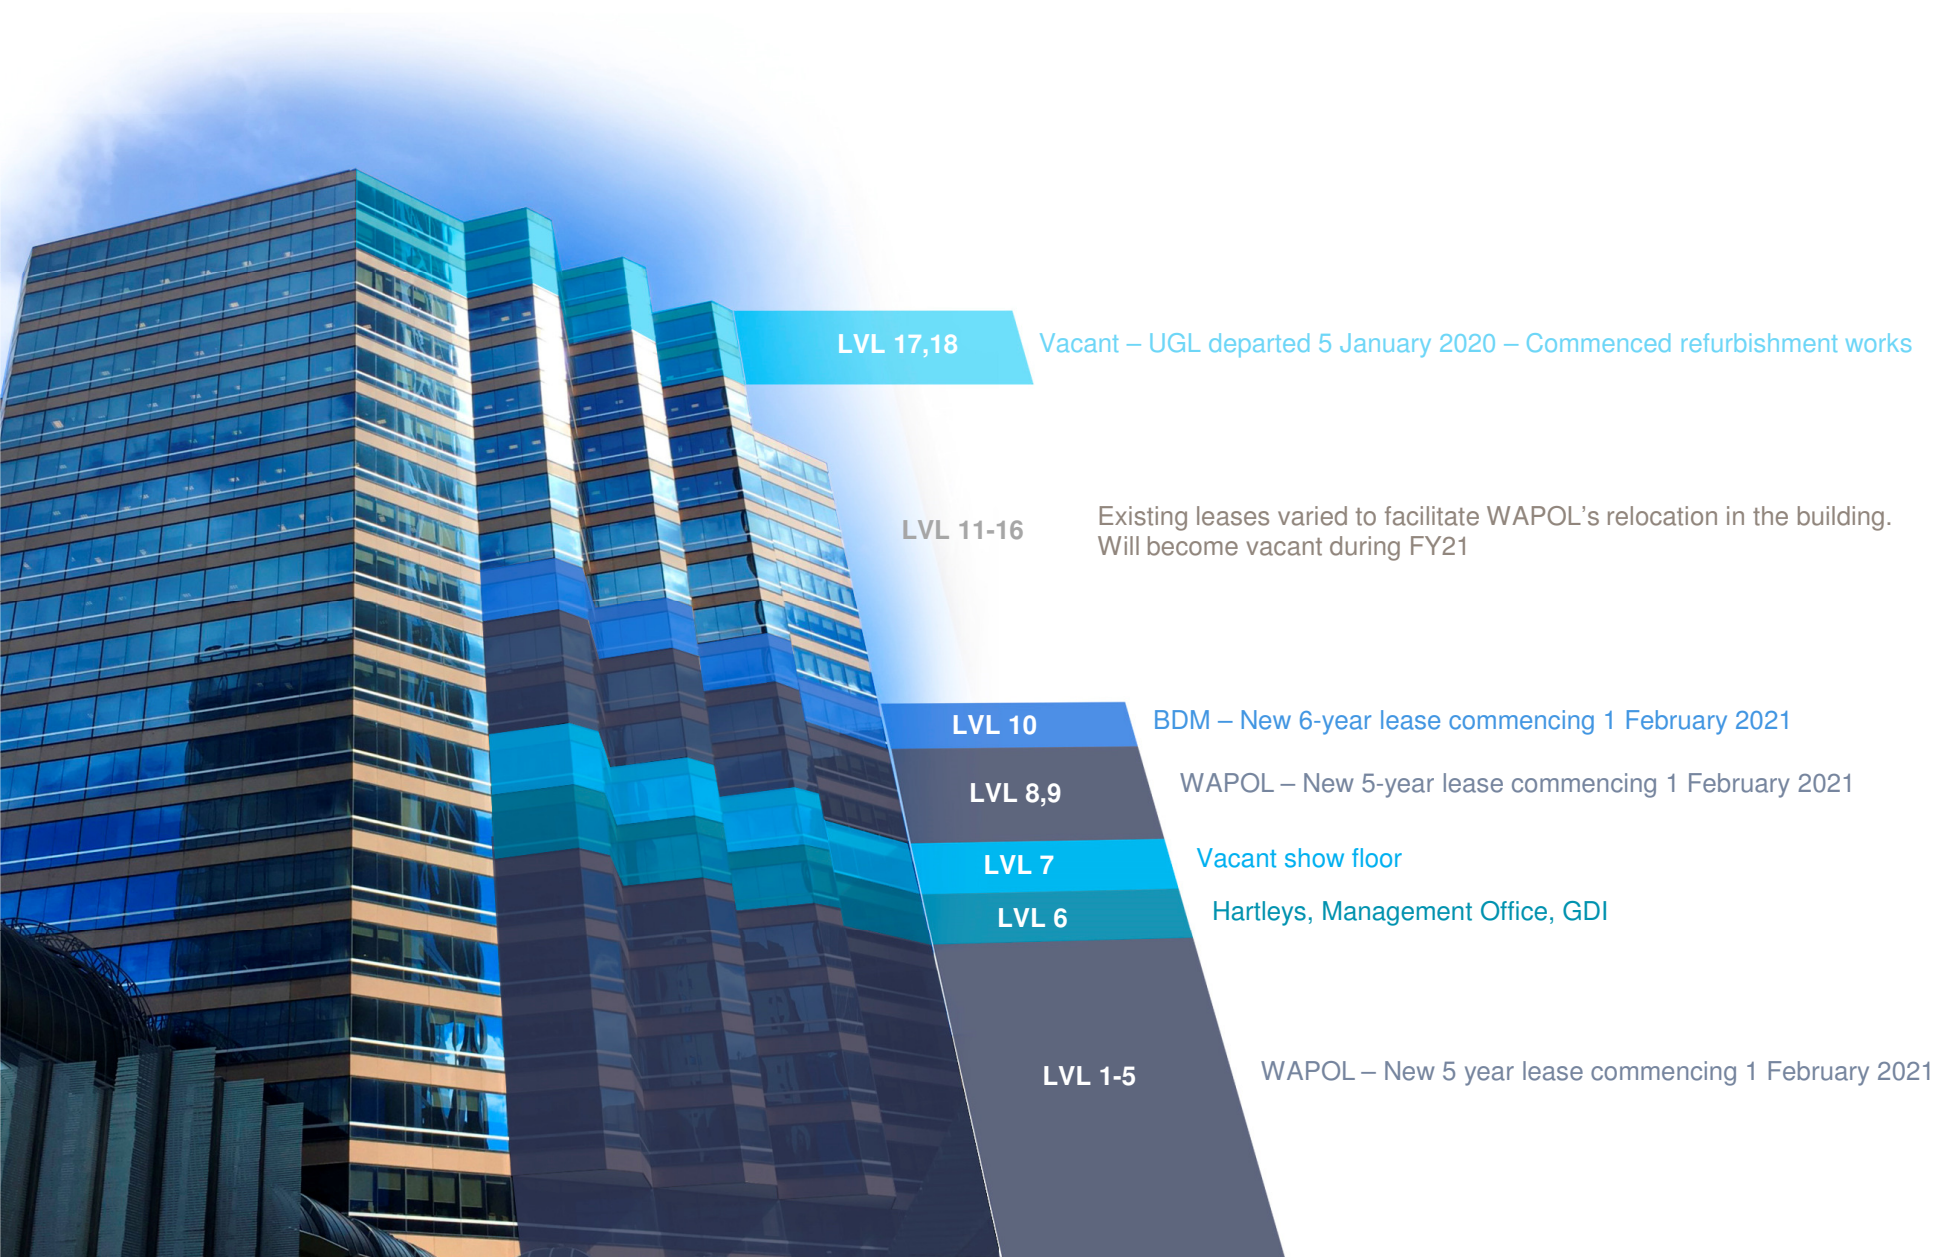 LVL 17,18
Vacant – UGL departed 5 January 2020 – Commenced refurbishment works
LVL 11-16
Existing leases varied to facilitate WAPOL’s relocation in the building.
Will become vacant during FY21
LVL 10
BDM – New 6-year lease commencing 1 February 2021
LVL 8,9
WAPOL – New 5-year lease commencing 1 February 2021
LVL 7
Vacant show floor
LVL 6
Hartleys, Management Office, GDI
LVL 1-5
WAPOL – New 5 year lease commencing 1 February 2021